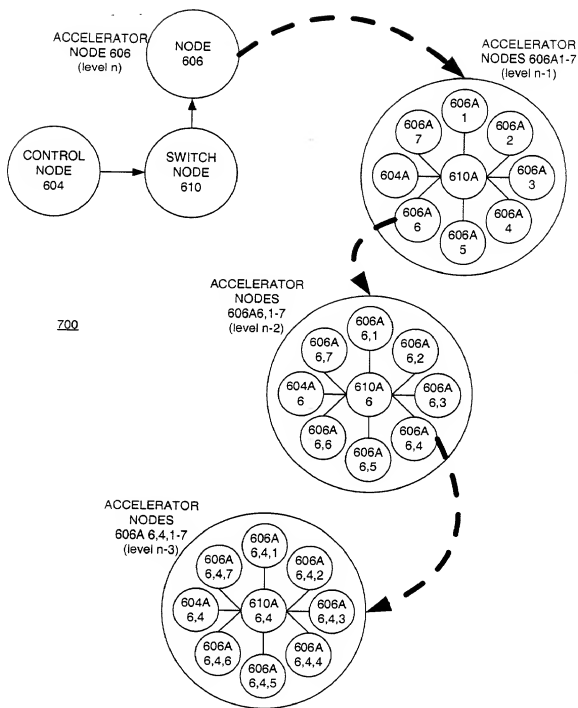 ACCELERATOR
NODE 606
(level n)
NODE
606
CONTROL
NODE
604
SWITCH
NODE
610
ACCELERATOR
NODES 606A1-7
(level n-1)
606A
1
606A
7
606A
2
604A
610A
606A
3
606A
6
606A
4
606A
5
ACCELERATOR
NODES
606A6,1-7
(level n-2)
606A
6,1
606A
6,7
606A
6,2
604A
6
610A
6
606A
6,3
606A
6,6
606A
6,4
606A
6,5
700
ACCELERATOR
NODES
606A 6,4,1-7
(level n-3)
606A
6,4,1
606A
6,4,7
606A
6,4,2
604A
6,4
610A
6,4
606A
6,4,3
606A
6,4,6
606A
6,4,4
606A
6,4,5